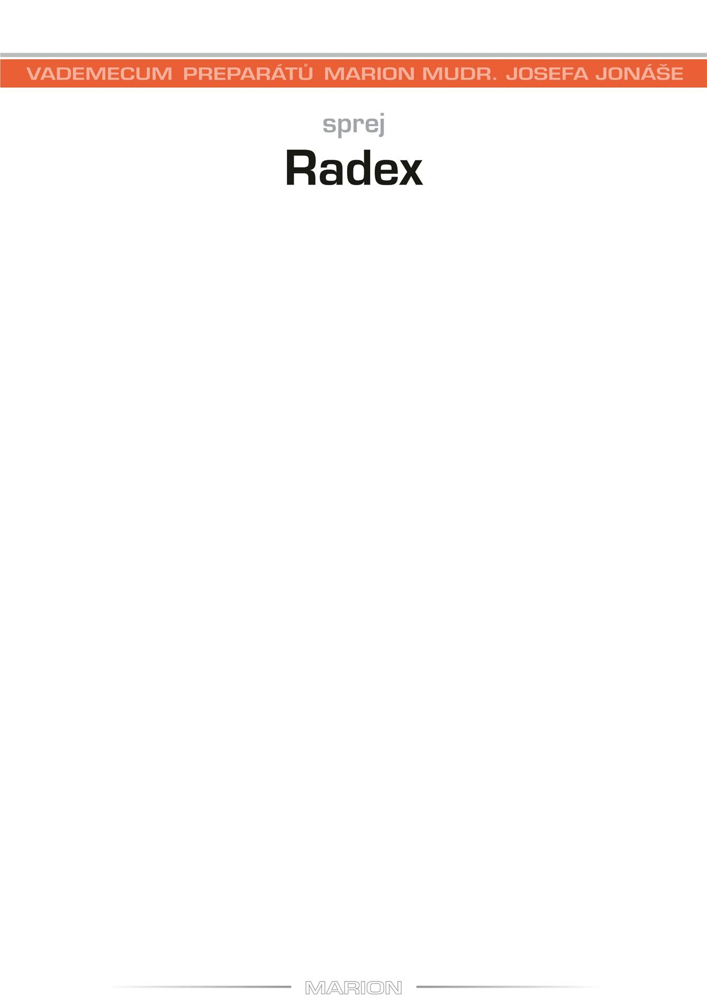 VADEMECUM PREPARÁTŮ MARION MUDR. JOSEFA JONÁŠE
sprej
Radex
MARION